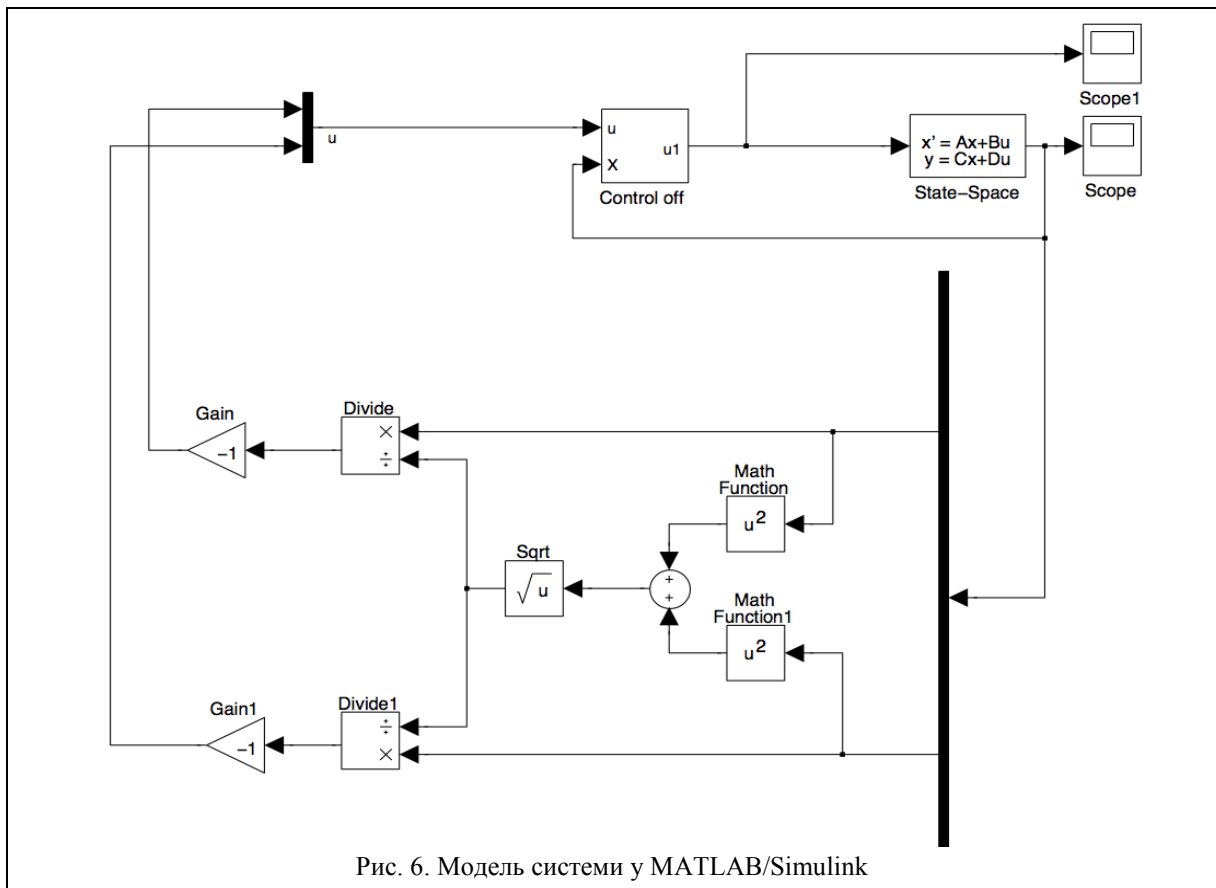 Scope1
u
u
X
u1
Control off
x' = Ax+Bu
y = Cx+Du
State−Space
Scope
Gain
−1
Divide
×
÷
Math
Function
u²
Sqrt
√u
+
+
Math
Function1
u²
Gain1
−1
Divide1
÷
×
Рис. 6. Модель системи у MATLAB/Simulink